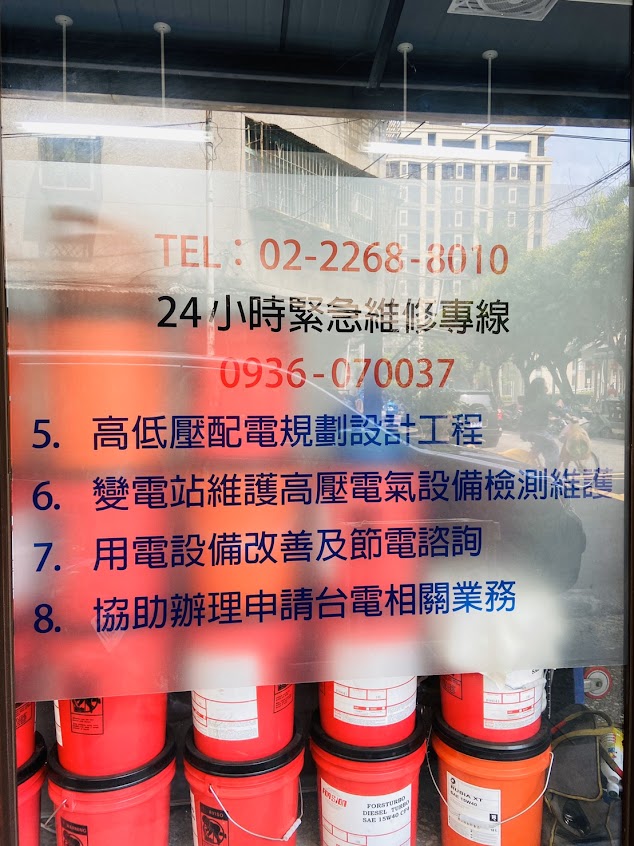 TEL：02-2268-8010
24小時緊急維修專線
0936-070037
5. 高低壓配電規劃設計工程
6. 變電站維護高壓電氣設備檢測維護
7. 用電設備改善及節電諮詢
8. 協助辦理申請台電相關業務
FORSTURBO
DIESEL TURBO
SAE 15W40 CF4
RUBIA XT
SAE 15W40